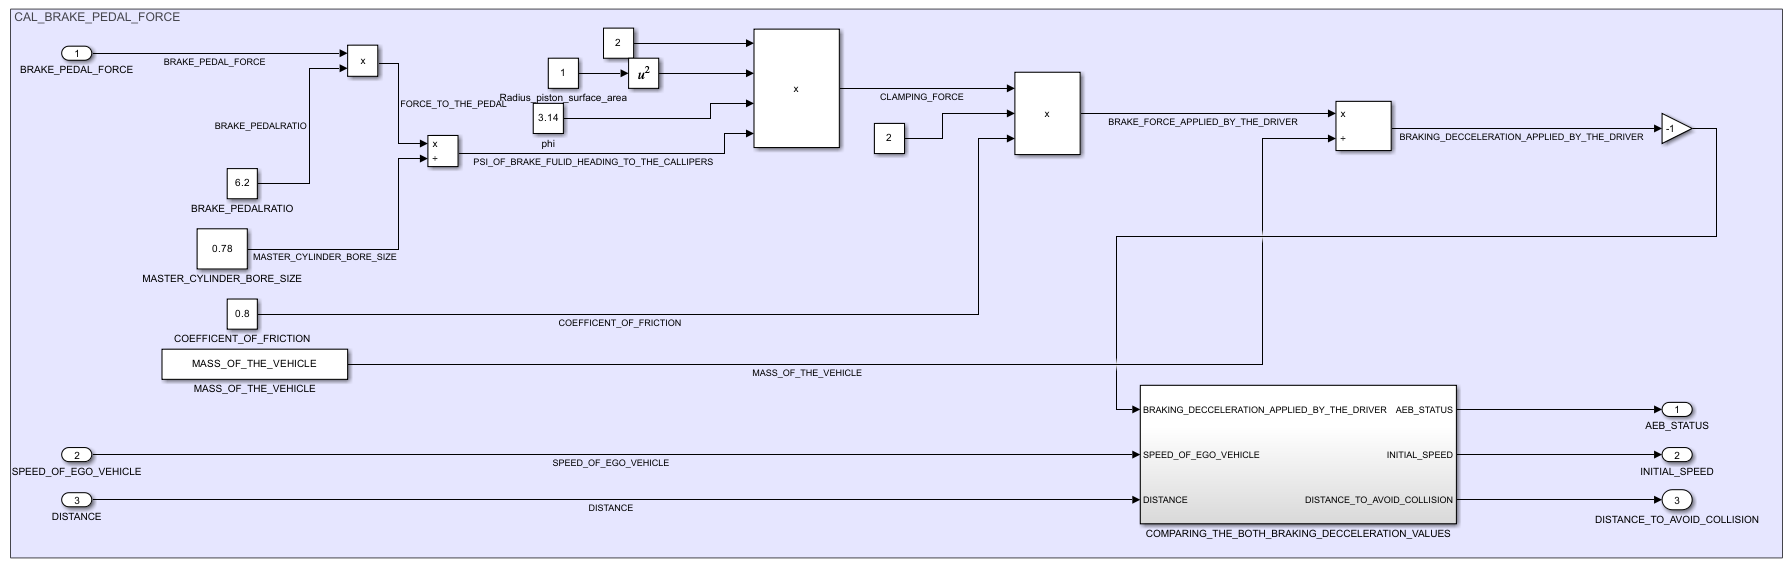 CAL_BRAKE_PEDAL_FORCE
1
BRAKE_PEDAL_FORCE
BRAKE_PEDAL_FORCE
x
FORCE_TO_THE_PEDAL
BRAKE_PEDALRATIO
6.2
BRAKE_PEDALRATIO
0.78
MASTER_CYLINDER_BORE_SIZE
MASTER_CYLINDER_BORE_SIZE
x
÷
PSI_OF_BRAKE_FULID_HEADING_TO_THE_CALLIPERS
2
1
u²
Radius_piston_surface_area
3.14
phi
x
CLAMPING_FORCE
2
x
BRAKE_FORCE_APPLIED_BY_THE_DRIVER
x
÷
BRAKING_DECCELERATION_APPLIED_BY_THE_DRIVER
-1
0.8
COEFFICENT_OF_FRICTION
COEFFICENT_OF_FRICTION
MASS_OF_THE_VEHICLE
MASS_OF_THE_VEHICLE
MASS_OF_THE_VEHICLE
2
SPEED_OF_EGO_VEHICLE
SPEED_OF_EGO_VEHICLE
3
DISTANCE
DISTANCE
BRAKING_DECCELERATION_APPLIED_BY_THE_DRIVER AEB_STATUS
SPEED_OF_EGO_VEHICLE INITIAL_SPEED
DISTANCE DISTANCE_TO_AVOID_COLLISION
COMPARING_THE_BOTH_BRAKING_DECCELERATION_VALUES
1
AEB_STATUS
2
INITIAL_SPEED
3
DISTANCE_TO_AVOID_COLLISION